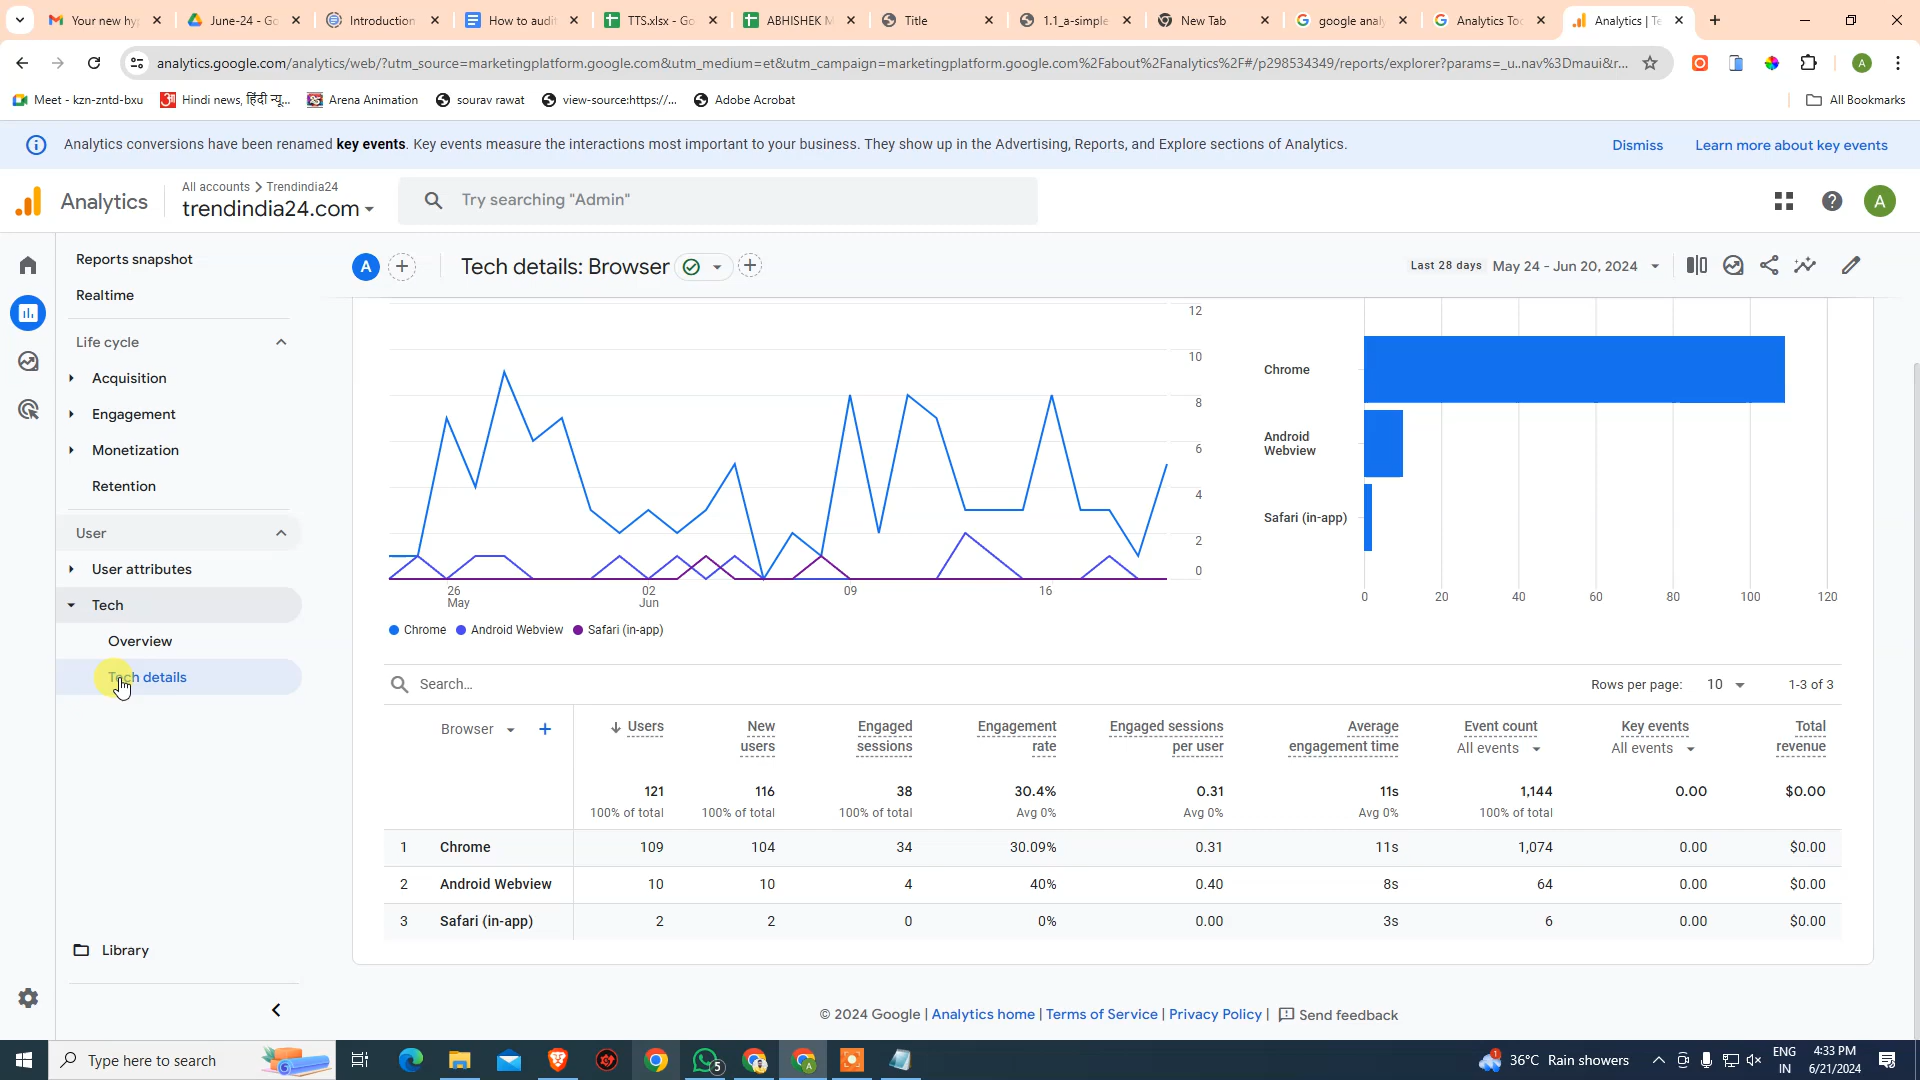 Your new hy
June-24 - Go
Introduction
How to audit
TTS.xlsx - Go
ABHISHEK M
Title
1.1_a-simple
New Tab
google analy
Analytics Too
Analytics | Te
analytics.google.com/analytics/web/?utm_source=marketingplatform.google.com&utm_medium=et&utm_campaign=marketingplatform.google.com%2Fabout%2Fanalytics%2F#/p298534349/reports/explorer?params=_u..nav%3Dmaui&r...
A
Meet - kzn-zntd-bxu
Hindi news, हिंदी न्यू...
Arena Animation
sourav rawat
view-source:https://...
Adobe Acrobat
All Bookmarks
Analytics conversions have been renamed key events. Key events measure the interactions most important to your business. They show up in the Advertising, Reports, and Explore sections of Analytics.
Dismiss
Learn more about key events
Analytics
All accounts > Trendindia24
trendindia24.com
Try searching "Admin"
A
Reports snapshot
Realtime
Life cycle
Acquisition
Engagement
Monetization
Retention
User
User attributes
Tech
Overview
Tech details
Library
A
Tech details: Browser
Last 28 days May 24 - Jun 20, 2024
12
10
8
6
4
2
0
26
May
02
Jun
09
16
Chrome Android Webview Safari (in-app)
Chrome
Android
Webview
Safari (in-app)
0 20 40 60 80 100 120
Search...
Rows per page: 10 1-3 of 3
Browser
Users
New
users
Engaged
sessions
Engagement
rate
Engaged sessions
per user
Average
engagement time
Event count
All events
Key events
All events
Total
revenue
121 116 38 30.4% 0.31 11s 1,144 0.00 $0.00
100% of total 100% of total 100% of total Avg 0% Avg 0% Avg 0% 100% of total
1 Chrome 109 104 34 30.09% 0.31 11s 1,074 0.00 $0.00
2 Android Webview 10 10 4 40% 0.40 8s 64 0.00 $0.00
3 Safari (in-app) 2 2 0 0% 0.00 3s 6 0.00 $0.00
© 2024 Google | Analytics home | Terms of Service | Privacy Policy | Send feedback
Type here to search
5
36°C Rain showers
ENG
IN
4:33 PM
6/21/2024